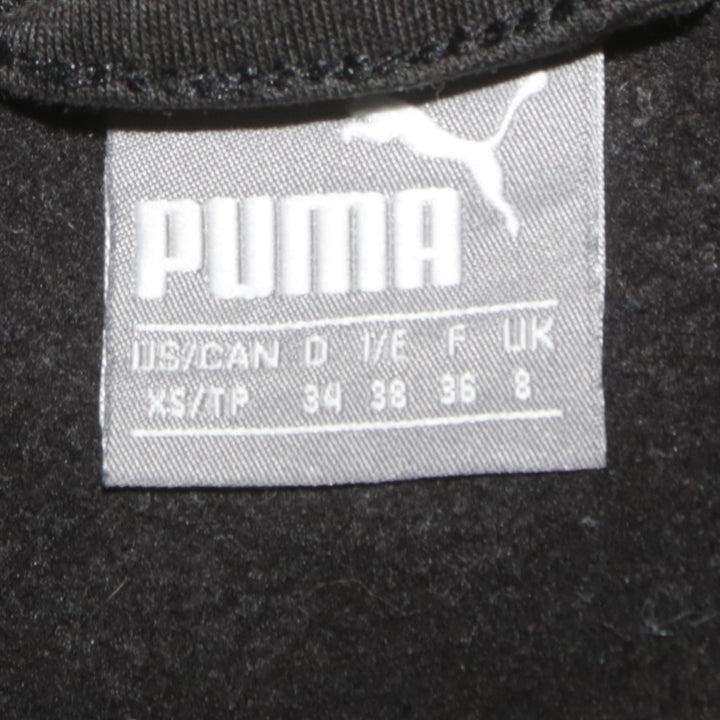 PUMA
US/CAN D I/E F UK
XS/TP 34 38 36 8